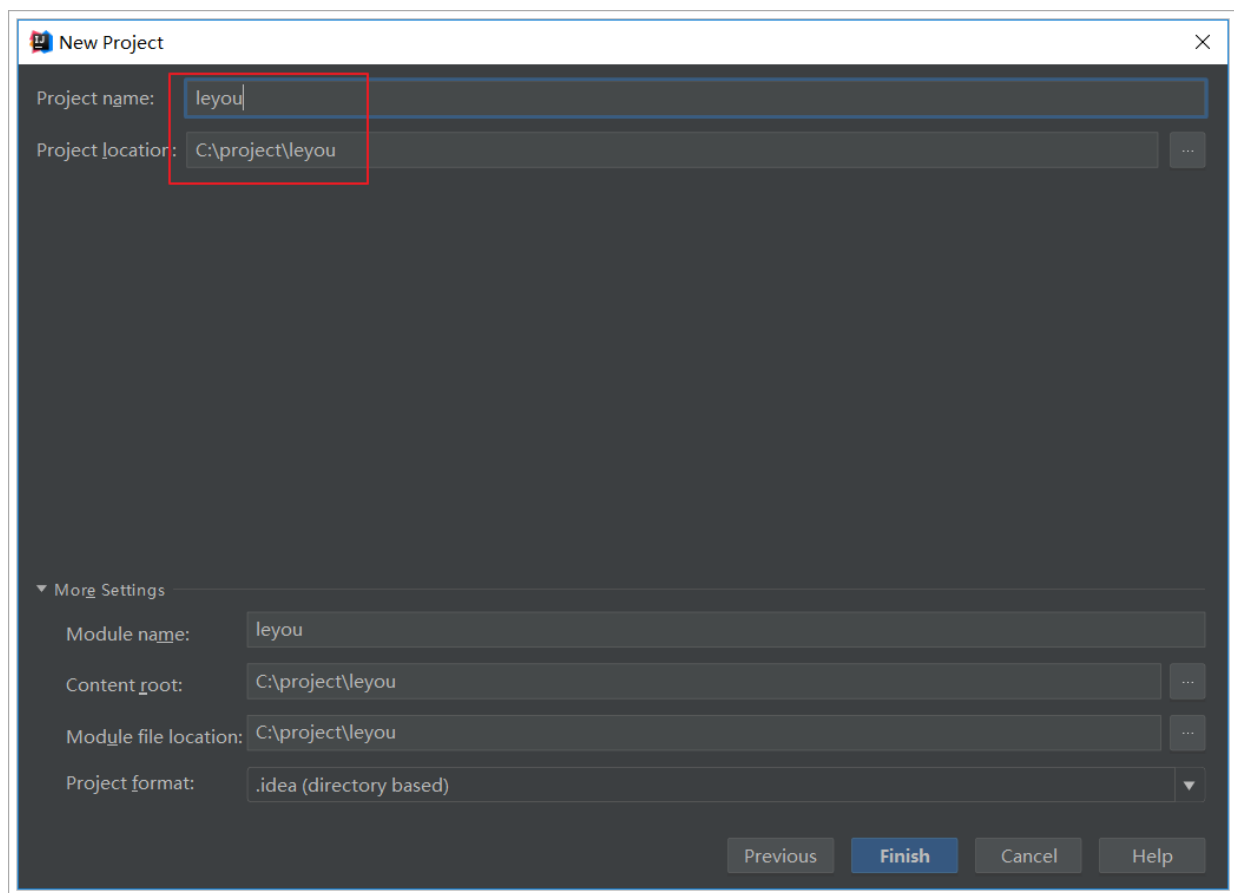 New Project
Project name: leyou
Project location: C:\project\leyou ...
More Settings
Module name: leyou
Content root: C:\project\leyou ...
Module file location: C:\project\leyou ...
Project format: .idea (directory based)
Previous Finish Cancel Help